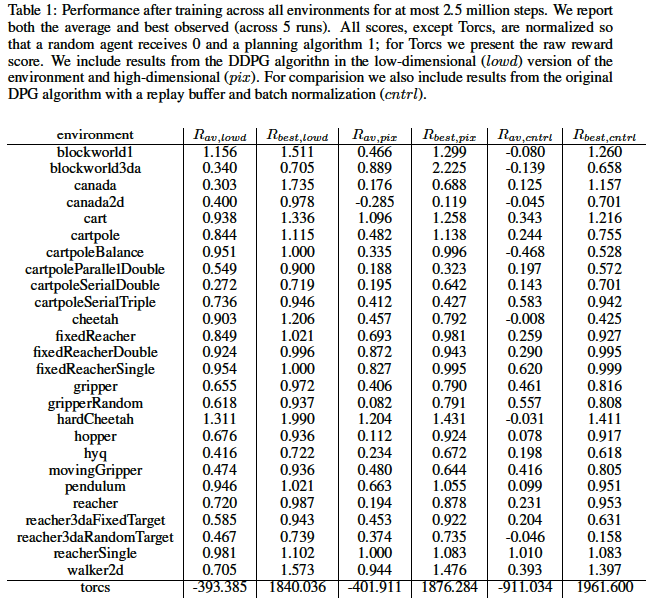 Table 1: Performance after training across all environments for at most 2.5 million steps. We report
both the average and best observed (across 5 runs). All scores, except Torcs, are normalized so
that a random agent receives 0 and a planning algorithm 1; for Torcs we present the raw reward
score. We include results from the DDPG algorithn in the low-dimensional (lowd) version of the
environment and high-dimensional (pix). For comparision we also include results from the original
DPG algorithm with a replay buffer and batch normalization (cntrl).
environment R_av,lowd R_best,lowd R_av,pix R_best,pix R_av,cntrl R_best,cntrl
blockworld1 1.156 1.511 0.466 1.299 -0.080 1.260
blockworld3da 0.340 0.705 0.889 2.225 -0.139 0.658
canada 0.303 1.735 0.176 0.688 0.125 1.157
canada2d 0.400 0.978 -0.285 0.119 -0.045 0.701
cart 0.938 1.336 1.096 1.258 0.343 1.216
cartpole 0.844 1.115 0.482 1.138 0.244 0.755
cartpoleBalance 0.951 1.000 0.335 0.996 -0.468 0.528
cartpoleParallelDouble 0.549 0.900 0.188 0.323 0.197 0.572
cartpoleSerialDouble 0.272 0.719 0.195 0.642 0.143 0.701
cartpoleSerialTriple 0.736 0.946 0.412 0.427 0.583 0.942
cheetah 0.903 1.206 0.457 0.792 -0.008 0.425
fixedReacher 0.849 1.021 0.693 0.981 0.259 0.927
fixedReacherDouble 0.924 0.996 0.872 0.943 0.290 0.995
fixedReacherSingle 0.954 1.000 0.827 0.995 0.620 0.999
gripper 0.655 0.972 0.406 0.790 0.461 0.816
gripperRandom 0.618 0.937 0.082 0.791 0.557 0.808
hardCheetah 1.311 1.990 1.204 1.431 -0.031 1.411
hopper 0.676 0.936 0.112 0.924 0.078 0.917
hyq 0.416 0.722 0.234 0.672 0.198 0.618
movingGripper 0.474 0.936 0.480 0.644 0.416 0.805
pendulum 0.946 1.021 0.663 1.055 0.099 0.951
reacher 0.720 0.987 0.194 0.878 0.231 0.953
reacher3daFixedTarget 0.585 0.943 0.453 0.922 0.204 0.631
reacher3daRandomTarget 0.467 0.739 0.374 0.735 -0.046 0.158
reacherSingle 0.981 1.102 1.000 1.083 1.010 1.083
walker2d 0.705 1.573 0.944 1.476 0.393 1.397
torcs -393.385 1840.036 -401.911 1876.284 -911.034 1961.600